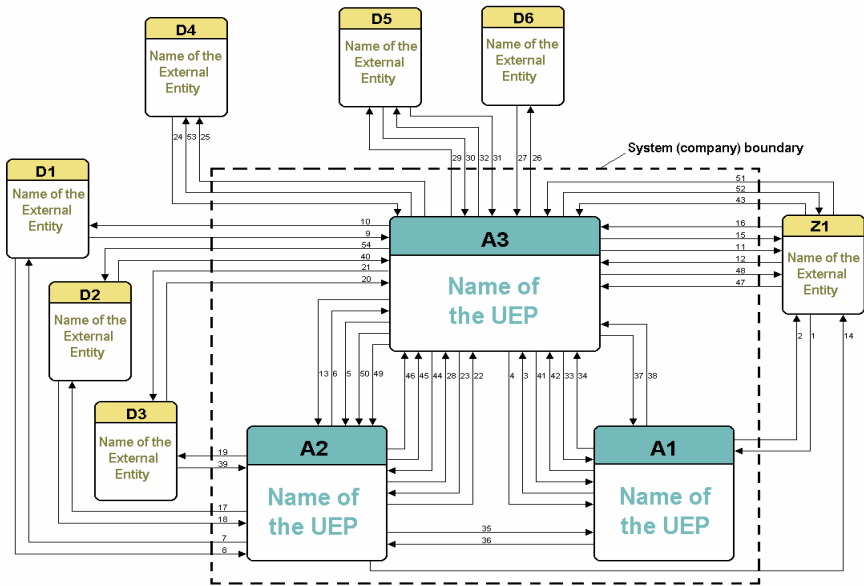 D4
Name of the
External
Entity
D5
Name of the
External
Entity
D6
Name of the
External
Entity
24 53 25
29 30 32 31 27 26
System (company) boundary
D1
Name of the
External
Entity
51
52
43
10
9
54
40
21
20
A3
Name of
the UEP
16
15
11
12
48
47
Z1
Name of the
External
Entity
D2
Name of the
External
Entity
2 1 14
13 6 5 50 49 46 45 44 28 23 22 4 3 41 42 33 34 37 38
D3
Name of the
External
Entity
A2
Name of
the UEP
A1
Name of
the UEP
19
39
17
18
7
8
35
36